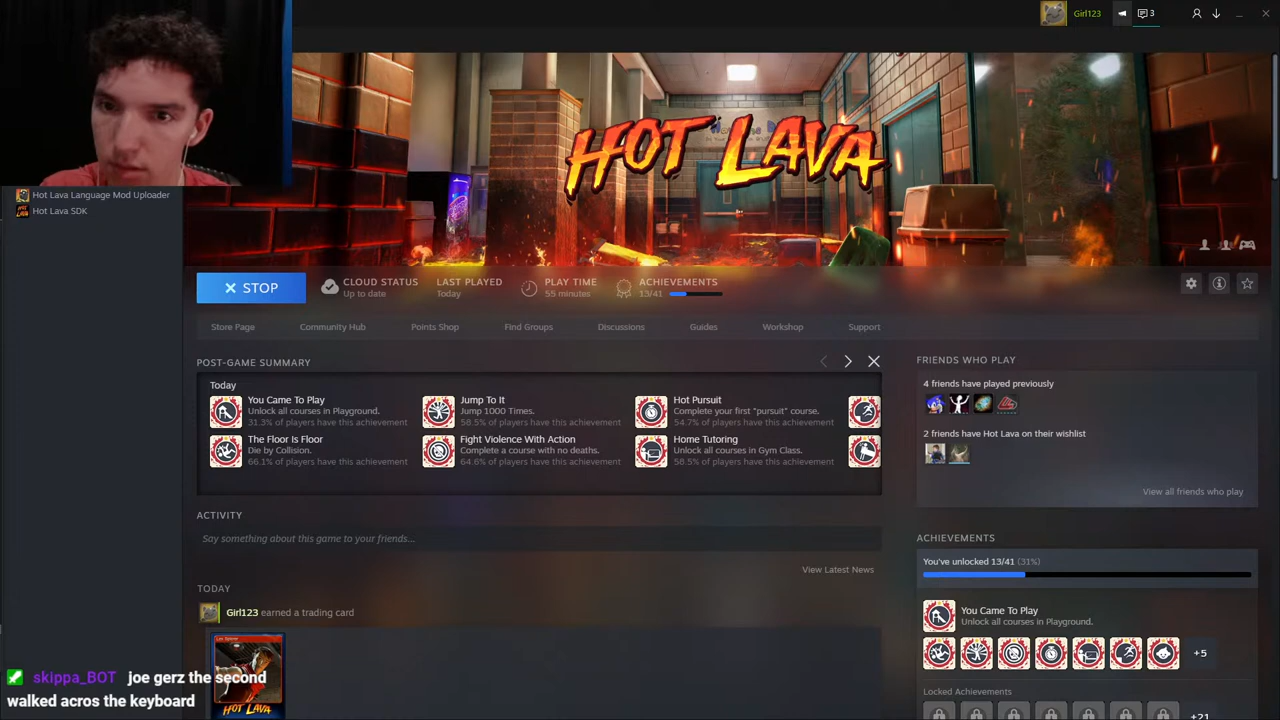 Girl123
3
Hot Lava Language Mod Uploader
Hot Lava SDK
HOT LAVA
STOP
CLOUD STATUS
Up to date
LAST PLAYED
Today
PLAY TIME
55 minutes
ACHIEVEMENTS
13/41
Store Page
Community Hub
Points Shop
Find Groups
Discussions
Guides
Workshop
Support
POST-GAME SUMMARY
Today
You Came To Play
Unlock all courses in Playground.
31.3% of players have this achievement
Jump To It
Jump 1000 Times.
58.5% of players have this achievement
Hot Pursuit
Complete your first "pursuit" course.
54.7% of players have this achievement
The Floor Is Floor
Die by Collision.
66.1% of players have this achievement
Fight Violence With Action
Complete a course with no deaths.
64.6% of players have this achievement
Home Tutoring
Unlock all courses in Gym Class.
58.5% of players have this achievement
FRIENDS WHO PLAY
4 friends have played previously
2 friends have Hot Lava on their wishlist
View all friends who play
ACTIVITY
Say something about this game to your friends...
View Latest News
TODAY
Girl123 earned a trading card
HOT LAVA
ACHIEVEMENTS
You've unlocked 13/41 (31%)
You Came To Play
Unlock all courses in Playground.
+5
Locked Achievements
+21
skippa_BOT joe gerz the second
walked acros the keyboard